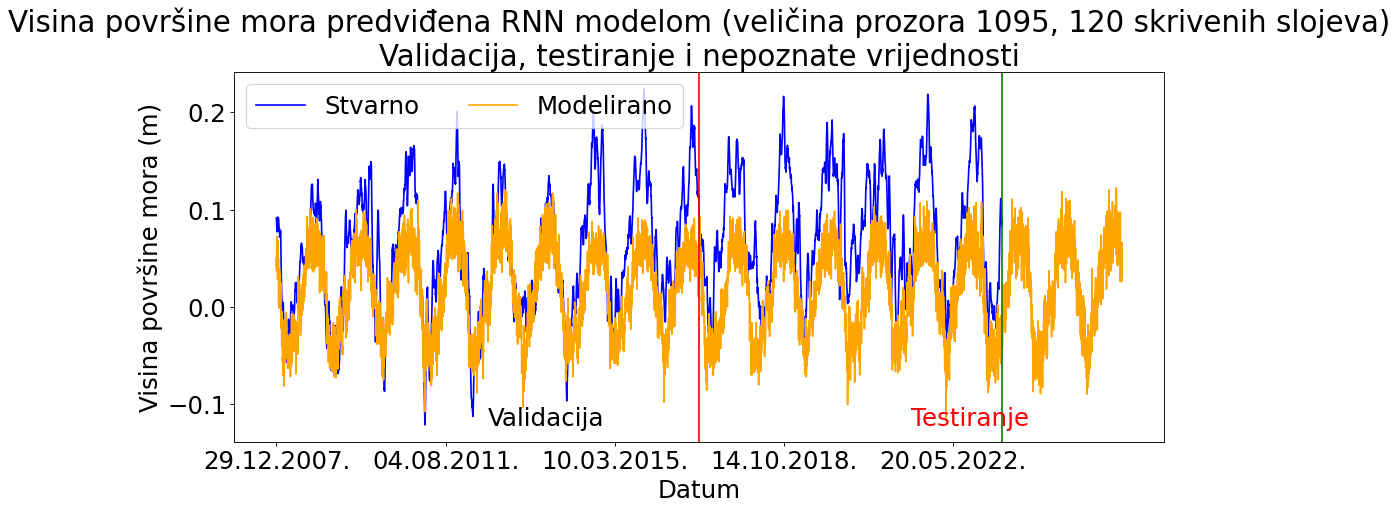 Visina površine mora predviđena RNN modelom (veličina prozora 1095, 120 skrivenih slojeva)
Validacija, testiranje i nepoznate vrijednosti
Stvarno Modelirano
Visina površine mora (m)
0.2
0.1
0.0
−0.1
Validacija Testiranje
29.12.2007. 04.08.2011. 10.03.2015. 14.10.2018. 20.05.2022.
Datum